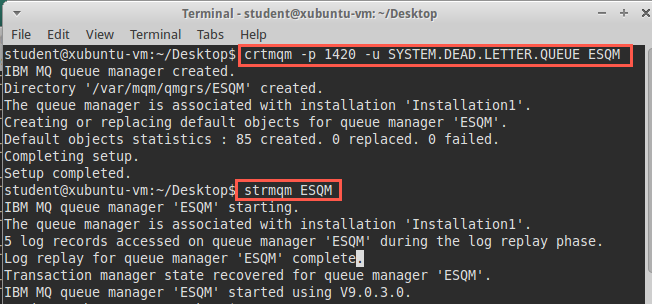 Terminal - student@xubuntu-vm: ~/Desktop
File Edit View Terminal Tabs Help
student@xubuntu-vm:~/Desktop$ crtmqm -p 1420 -u SYSTEM.DEAD.LETTER.QUEUE ESQM
IBM MQ queue manager created.
Directory '/var/mqm/qmgrs/ESQM' created.
The queue manager is associated with installation 'Installation1'.
Creating or replacing default objects for queue manager 'ESQM'.
Default objects statistics : 85 created. 0 replaced. 0 failed.
Completing setup.
Setup completed.
student@xubuntu-vm:~/Desktop$ strmqm ESQM
IBM MQ queue manager 'ESQM' starting.
The queue manager is associated with installation 'Installation1'.
5 log records accessed on queue manager 'ESQM' during the log replay phase.
Log replay for queue manager 'ESQM' complete.
Transaction manager state recovered for queue manager 'ESQM'.
IBM MQ queue manager 'ESQM' started using V9.0.3.0.